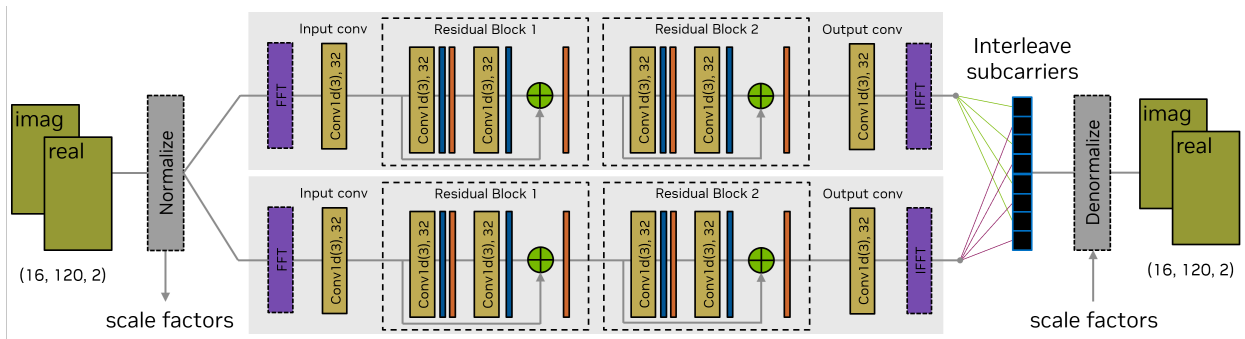 Input conv
Residual Block 1
Residual Block 2
Output conv
FFT
Conv1d(3), 32
Conv1d(3), 32
Conv1d(3), 32
Conv1d(3), 32
Conv1d(3), 32
Conv1d(3), 32
IFFT
Interleave
subcarriers
imag
real
Normalize
(16, 120, 2)
scale factors
Input conv
Residual Block 1
Residual Block 2
Output conv
FFT
Conv1d(3), 32
Conv1d(3), 32
Conv1d(3), 32
Conv1d(3), 32
Conv1d(3), 32
Conv1d(3), 32
IFFT
Denormalize
scale factors
imag
real
(16, 120, 2)